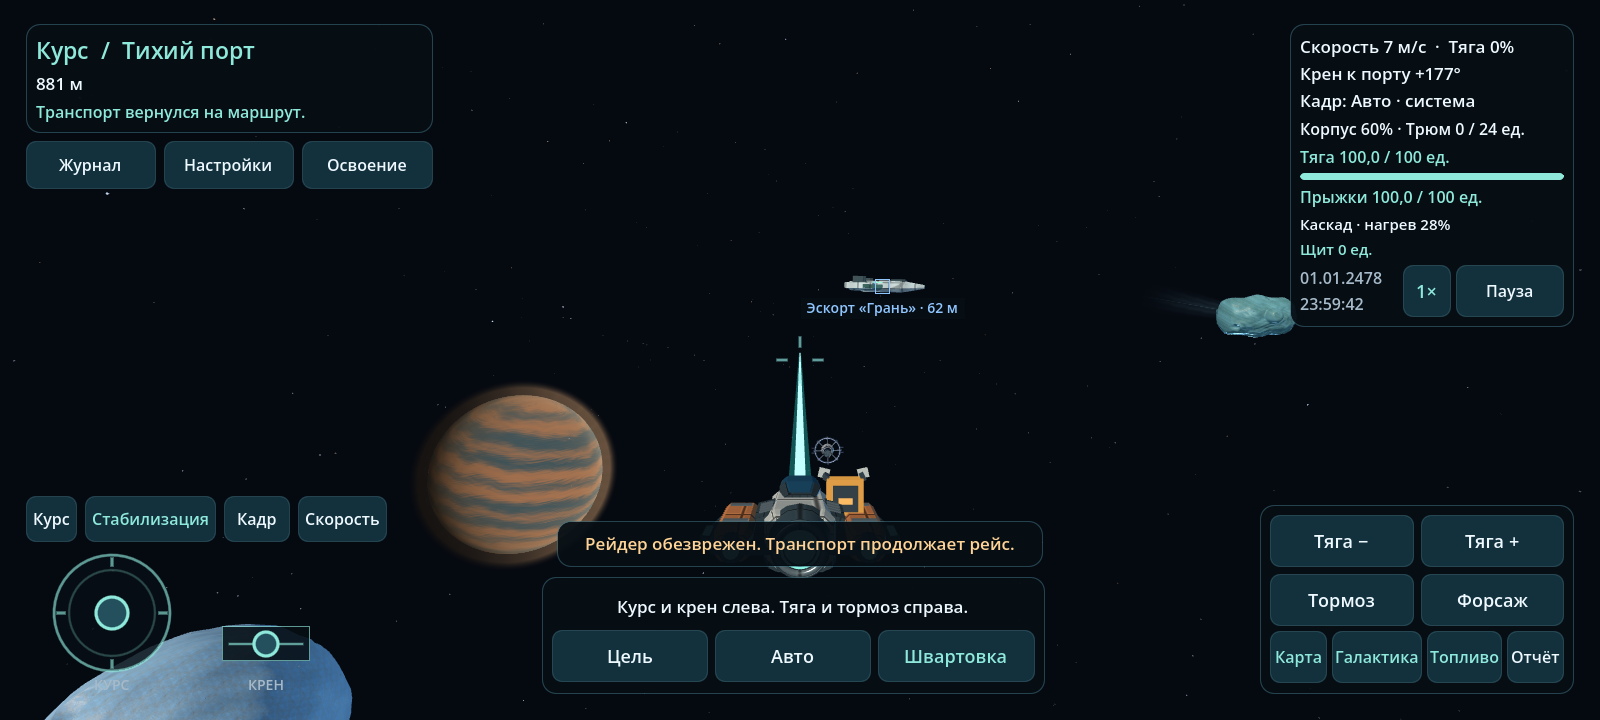 Курс / Тихий порт
881 м
Транспорт вернулся на маршрут.
Журнал
Настройки
Освоение
Скорость 7 м/с · Тяга 0%
Крен к порту +177°
Кадр: Авто · система
Корпус 60% · Трюм 0 / 24 ед.
Тяга 100,0 / 100 ед.
Прыжки 100,0 / 100 ед.
Каскад · нагрев 28%
Щит 0 ед.
01.01.2478
23:59:42
1×
Пауза
Эскорт «Грань» · 62 м
Курс
Стабилизация
Кадр
Скорость
КУРС
КРЕН
Рейдер обезврежен. Транспорт продолжает рейс.
Курс и крен слева. Тяга и тормоз справа.
Цель
Авто
Швартовка
Тяга −
Тяга +
Тормоз
Форсаж
Карта
Галактика
Топливо
Отчёт